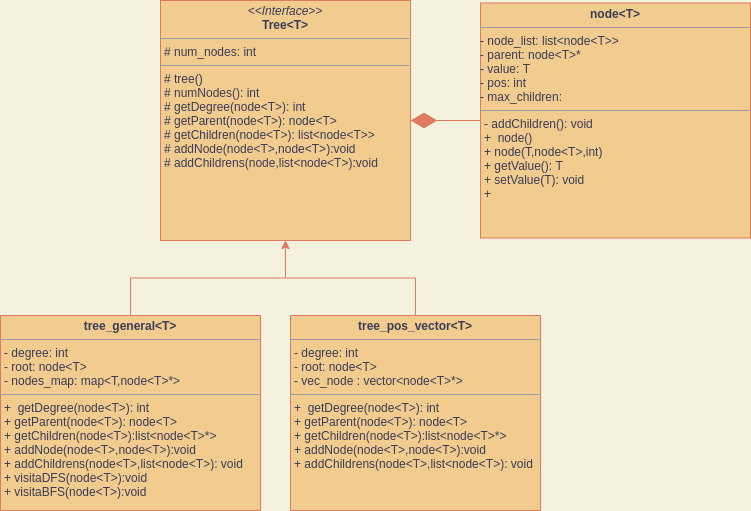 <<Interface>>
Tree<T>
# num_nodes: int
# tree()
# numNodes(): int
# getDegree(node<T>): int
# getParent(node<T>): node<T>
# getChildren(node<T>): list<node<T>>
# addNode(node<T>,node<T>):void
# addChildrens(node,list<node<T>):void
node<T>
- node_list: list<node<T>>
- parent: node<T>*
- value: T
- pos: int
- max_children:
- addChildren(): void
+  node()
+ node(T,node<T>,int)
+ getValue(): T
+ setValue(T): void
+
tree_general<T>
- degree: int
- root: node<T>
- nodes_map: map<T,node<T>*>
+  getDegree(node<T>): int
+ getParent(node<T>): node<T>
+ getChildren(node<T>):list<node<T*>
+ addNode(node<T>,node<T>):void
+ addChildrens(node<T>,list<node<T>): void
+ visitaDFS(node<T>):void
+ visitaBFS(node<T>):void
tree_pos_vector<T>
- degree: int
- root: node<T>
- vec_node : vector<node<T>*>
+  getDegree(node<T>): int
+ getParent(node<T>): node<T>
+ getChildren(node<T>:list<node<T*>
+ addNode(node<T>,node<T>):void
+ addChildrens(node<T>,list<node<T>): void